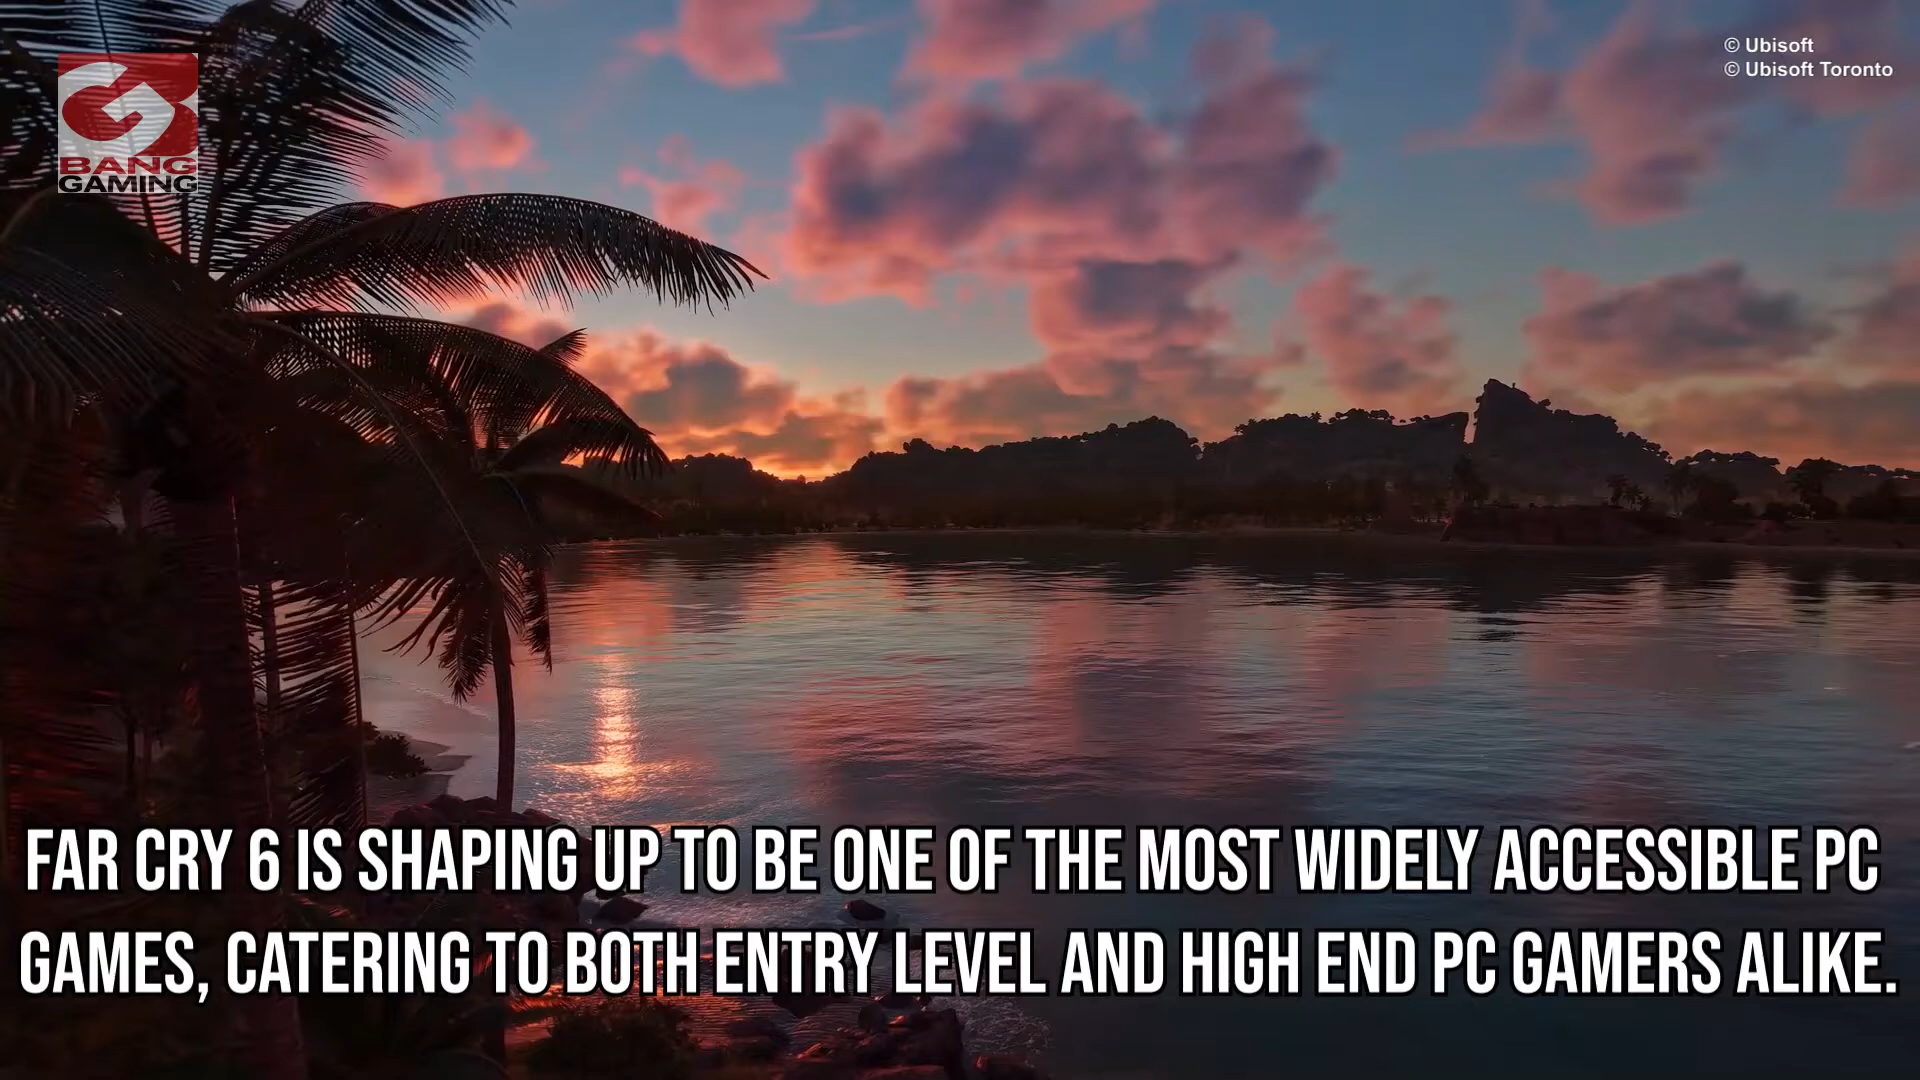 © Ubisoft
© Ubisoft Toronto
BANG
GAMING
FAR CRY 6 IS SHAPING UP TO BE ONE OF THE MOST WIDELY ACCESSIBLE PC
GAMES, CATERING TO BOTH ENTRY LEVEL AND HIGH END PC GAMERS ALIKE.